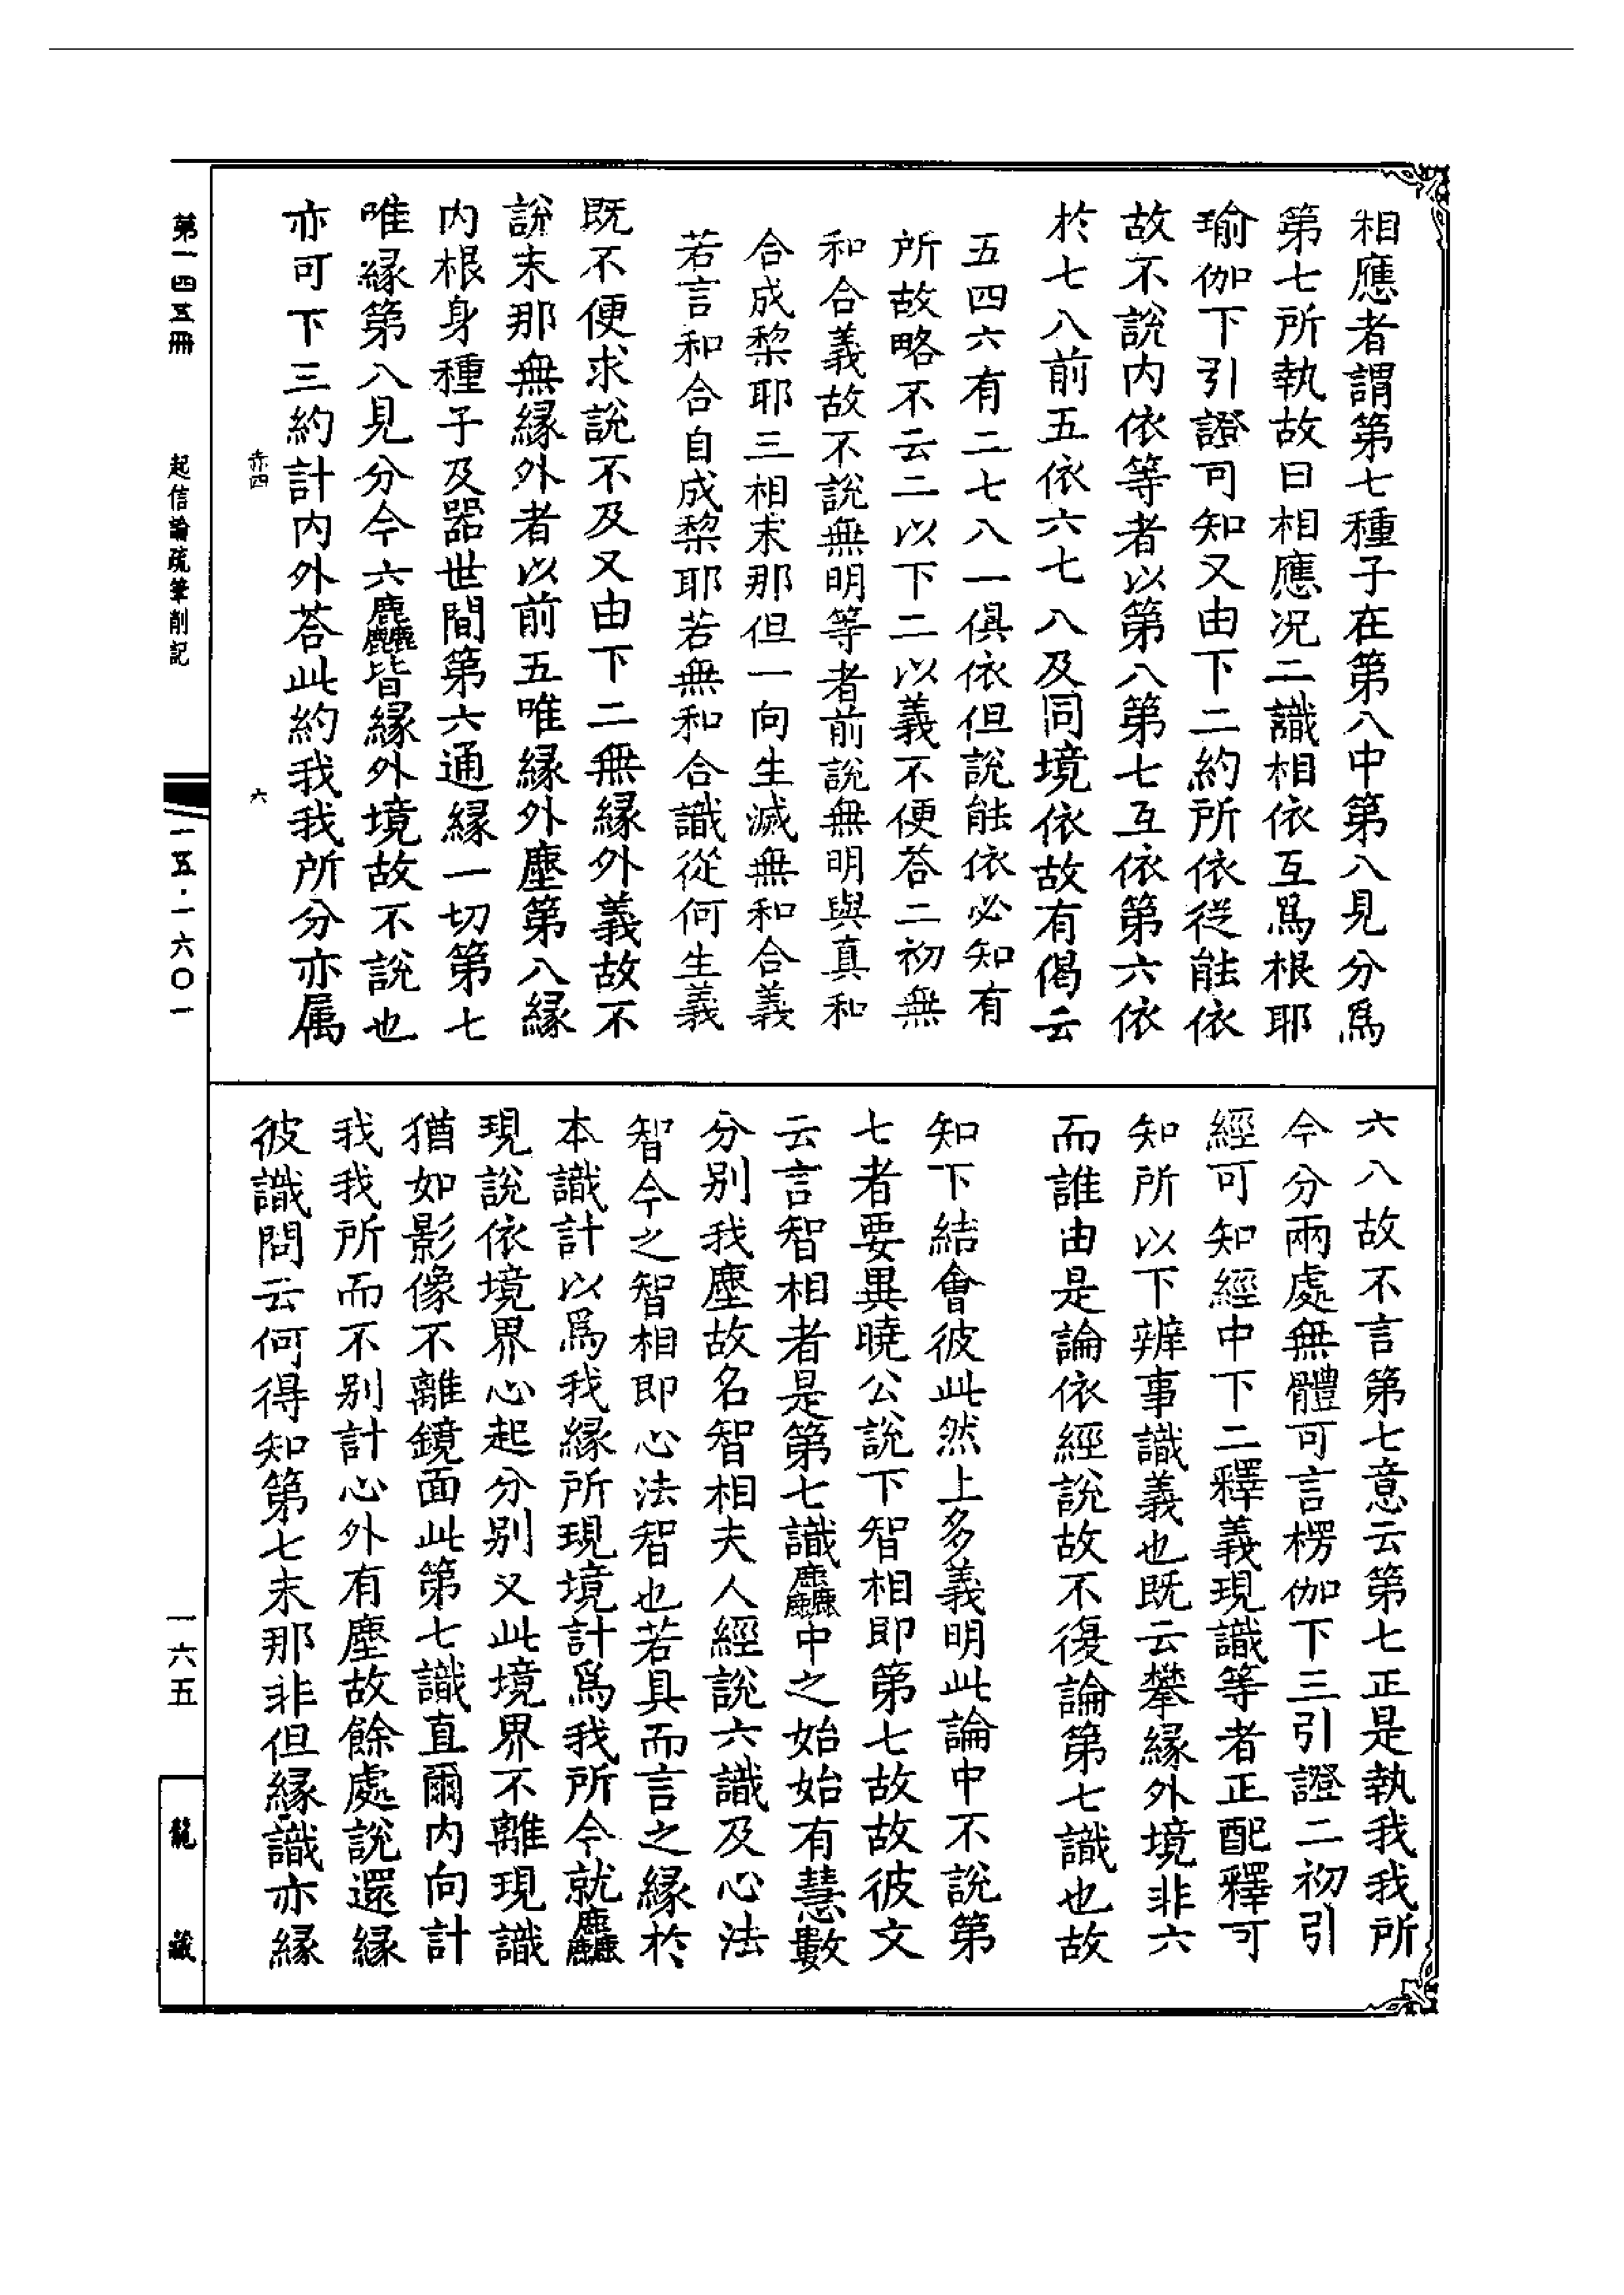 相應者謂第七種子在第八中第八見分爲
第七所執故曰相應况二識相依互爲根耶
瑜伽下引證可知又由下二約所依從能依
故不説内依等者以第八第七互依第六依
於七八前五依六七八及同境依故有偈云
五四六有二七八一俱依但説能依必知有
所故略不云二以下二以義不便荅二初無
和合義故不説無明等者前説無明與真和
合成棃耶三相末那但一向生滅無和合義
若言和合自成棃耶若無和合識從何生義
既不便求説不及又由下二無緣外義故不
説末那無緣外者以前五唯緣外塵第八緣
内根身種子及器世間第六通緣一切第七
唯緣第八見分今六麤皆緣外境故不説也
亦可下三約計内外荅此約我我所分亦属
赤四
六
六八故不言第七意云第七正是執我我所
今分兩處無體可言楞伽下三引證二初引
經可知經中下二釋義現識等者正配釋可
知所以下辨事識義也既云攀緣外境非六
而誰由是論依經説故不復論第七識也故
知下結會彼此然上多義明此論中不説第
七者要異曉公説下智相即第七故故彼文
云言智相者是第七識麤中之始始有慧數
分别我塵故名智相夫人經説六識及心法
智今之智相即心法智也若具而言之緣於
本識計以爲我緣所現境計爲我所今就麤
現説依境界心起分别又此境界不離現識
猶如影像不離鏡面此第七識直爾内向計
我我所而不别計心外有塵故餘處説還緣
彼識問云何得知第七末那非但緣識亦緣
第一四五冊
起信論疏筆削記
一五·一六〇一
一六五
龍藏